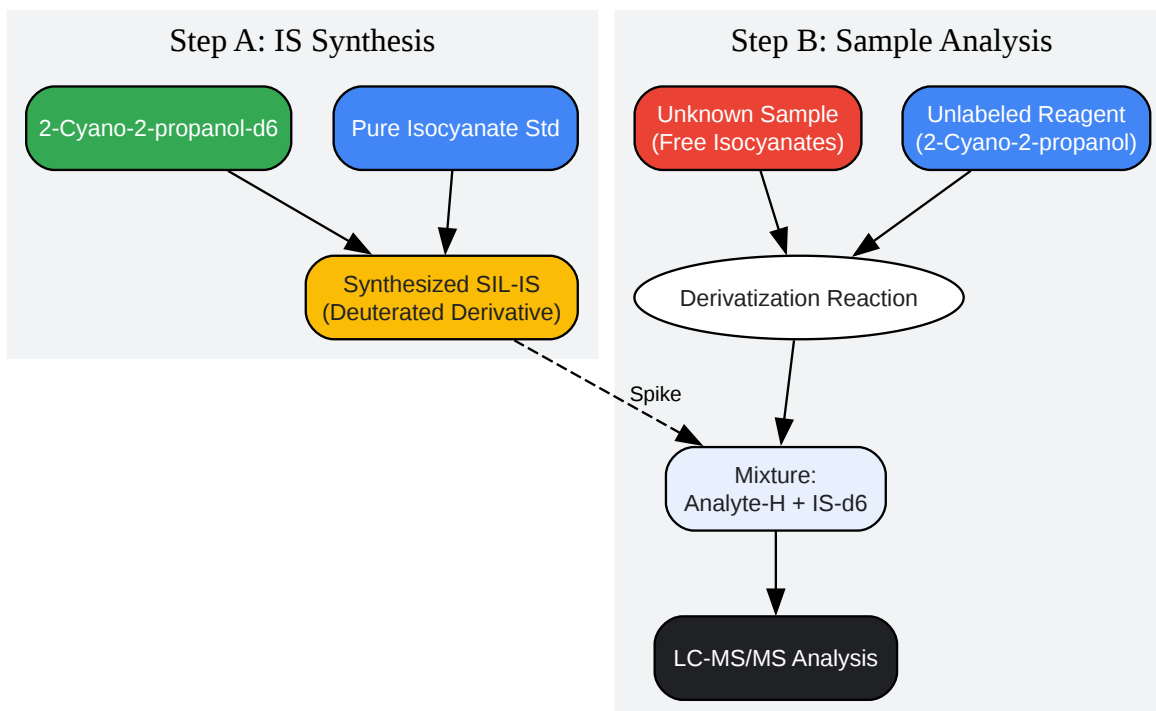 Step A: IS Synthesis
2-Cyano-2-propanol-d6
Pure Isocyanate Std
Synthesized SIL-IS
(Deuterated Derivative)
Step B: Sample Analysis
Unknown Sample
(Free Isocyanates)
Unlabeled Reagent
(2-Cyano-2-propanol)
Derivatization Reaction
Spike
Mixture:
Analyte-H + IS-d6
LC-MS/MS Analysis